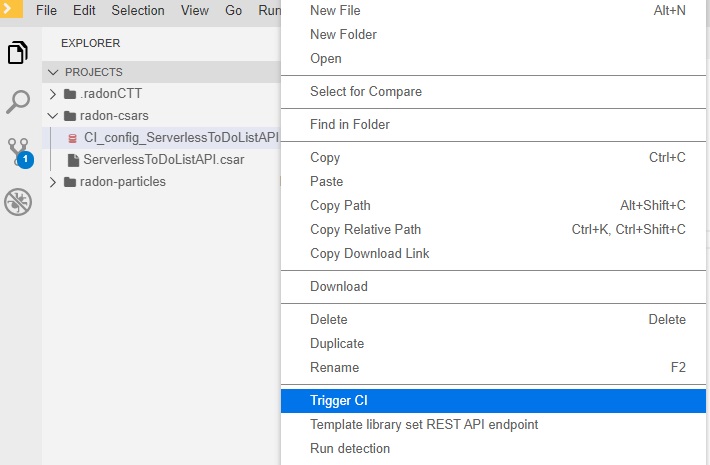 File Edit Selection View Go Run
EXPLORER
PROJECTS
.radonCTT
radon-csars
CI_config_ServerlessToDoListAPI
ServerlessToDoListAPI.csar
radon-particles
1
New File Alt+N
New Folder
Open
Select for Compare
Find in Folder
Copy Ctrl+C
Paste
Copy Path Alt+Shift+C
Copy Relative Path Ctrl+K, Ctrl+Shift+C
Copy Download Link
Download
Delete Delete
Duplicate
Rename F2
Trigger CI
Template library set REST API endpoint
Run detection